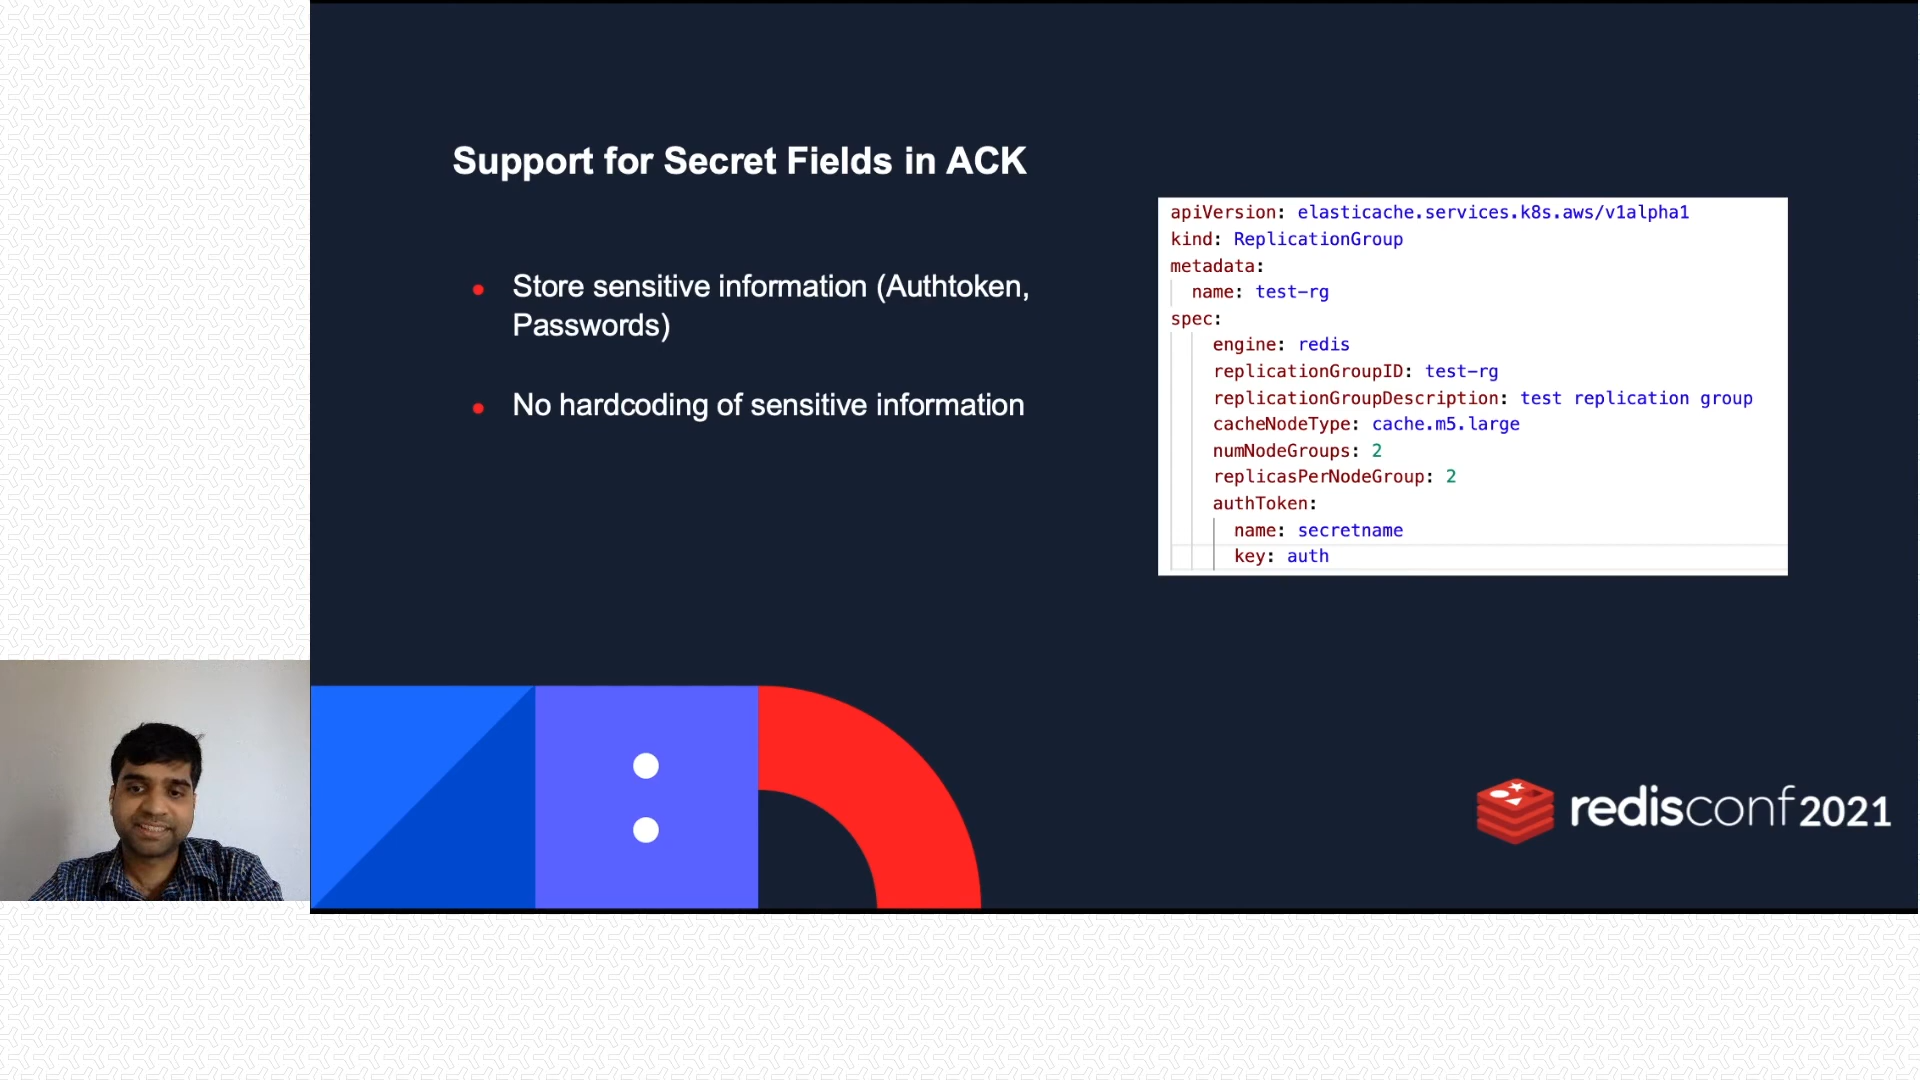 Support for Secret Fields in ACK
Store sensitive information (Authtoken,
Passwords)
No hardcoding of sensitive information
apiVersion: elasticache.services.k8s.aws/v1alpha1
kind: ReplicationGroup
metadata:
name: test-rg
spec:
engine: redis
replicationGroupID: test-rg
replicationGroupDescription: test replication group
cacheNodeType: cache.m5.large
numNodeGroups: 2
replicasPerNodeGroup: 2
authToken:
name: secretname
key: auth
redisconf2021